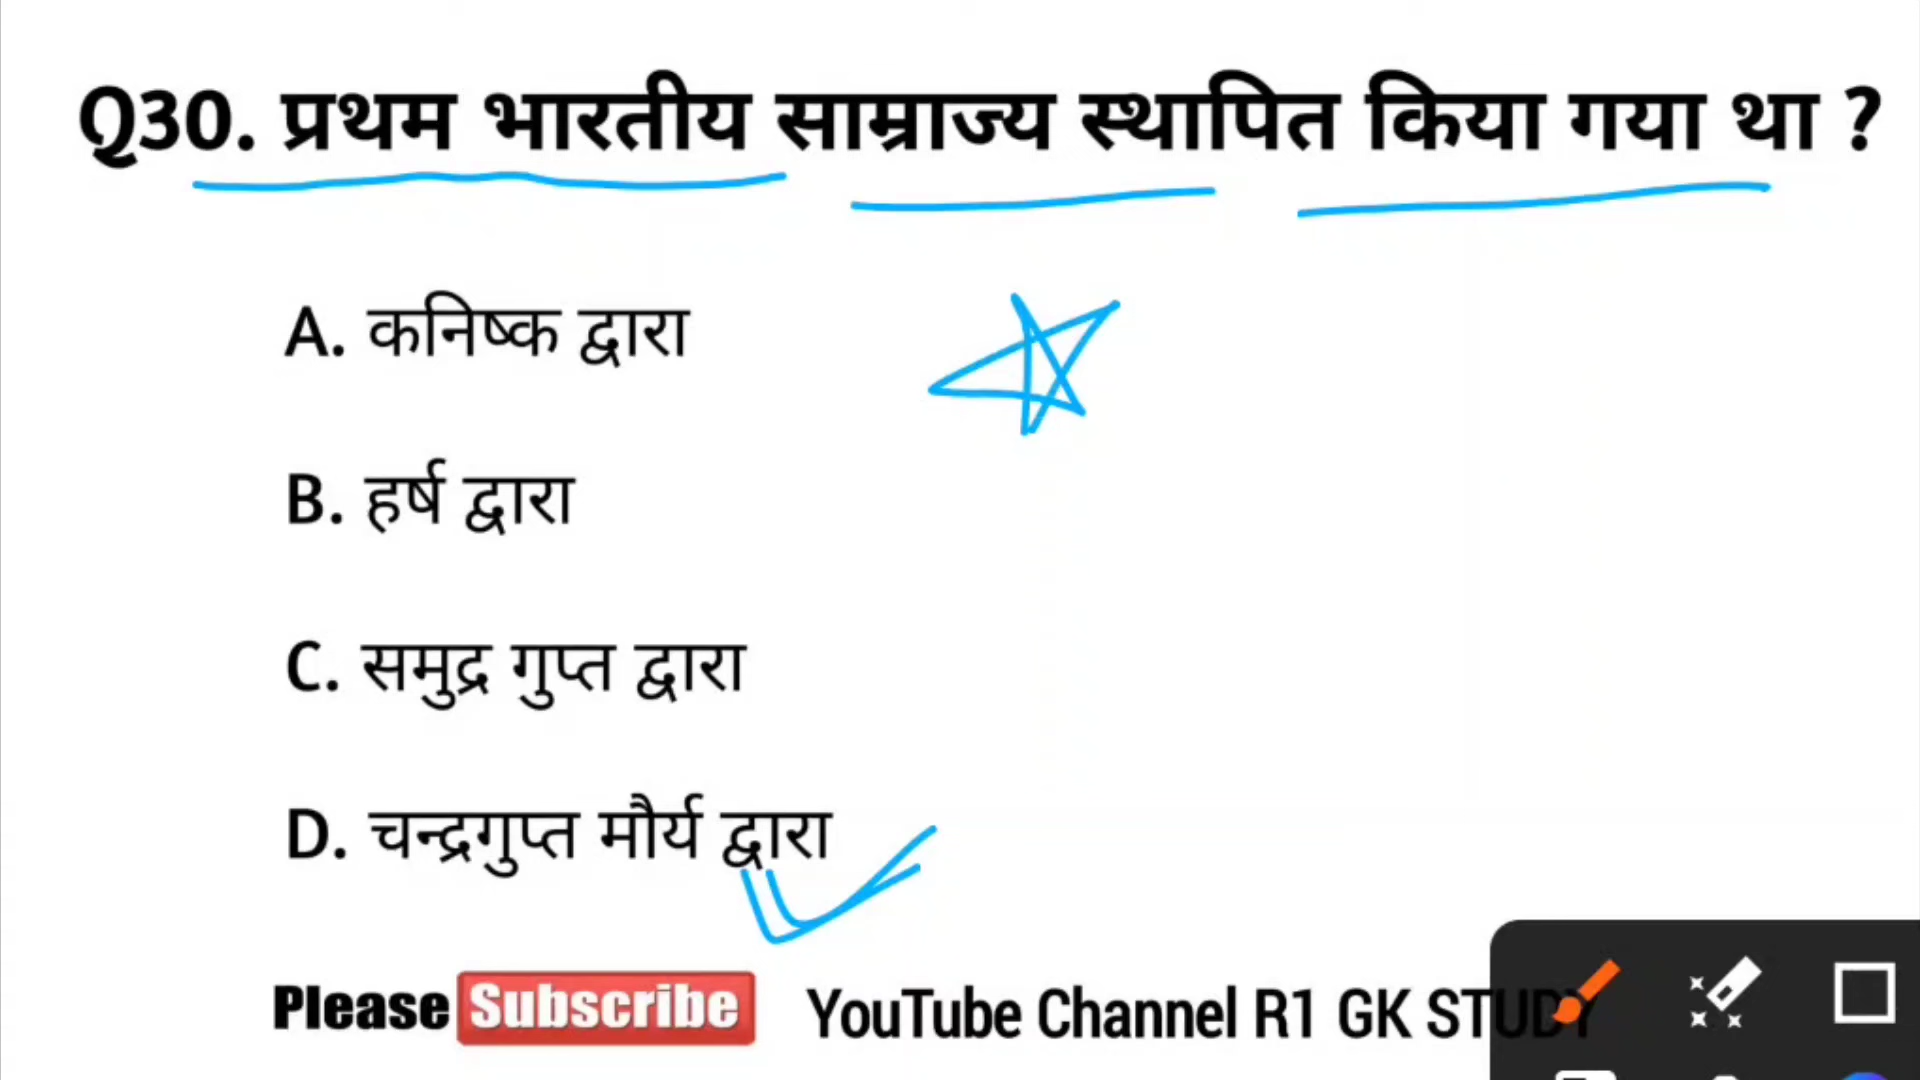 Q30. प्रथम भारतीय साम्राज्य स्थापित किया गया था ?
A. कनिष्क द्वारा
B. हर्ष द्वारा
C. समुद्र गुप्त द्वारा
D. चन्द्रगुप्त मौर्य द्वारा
Please Subscribe YouTube Channel R1 GK STUDY